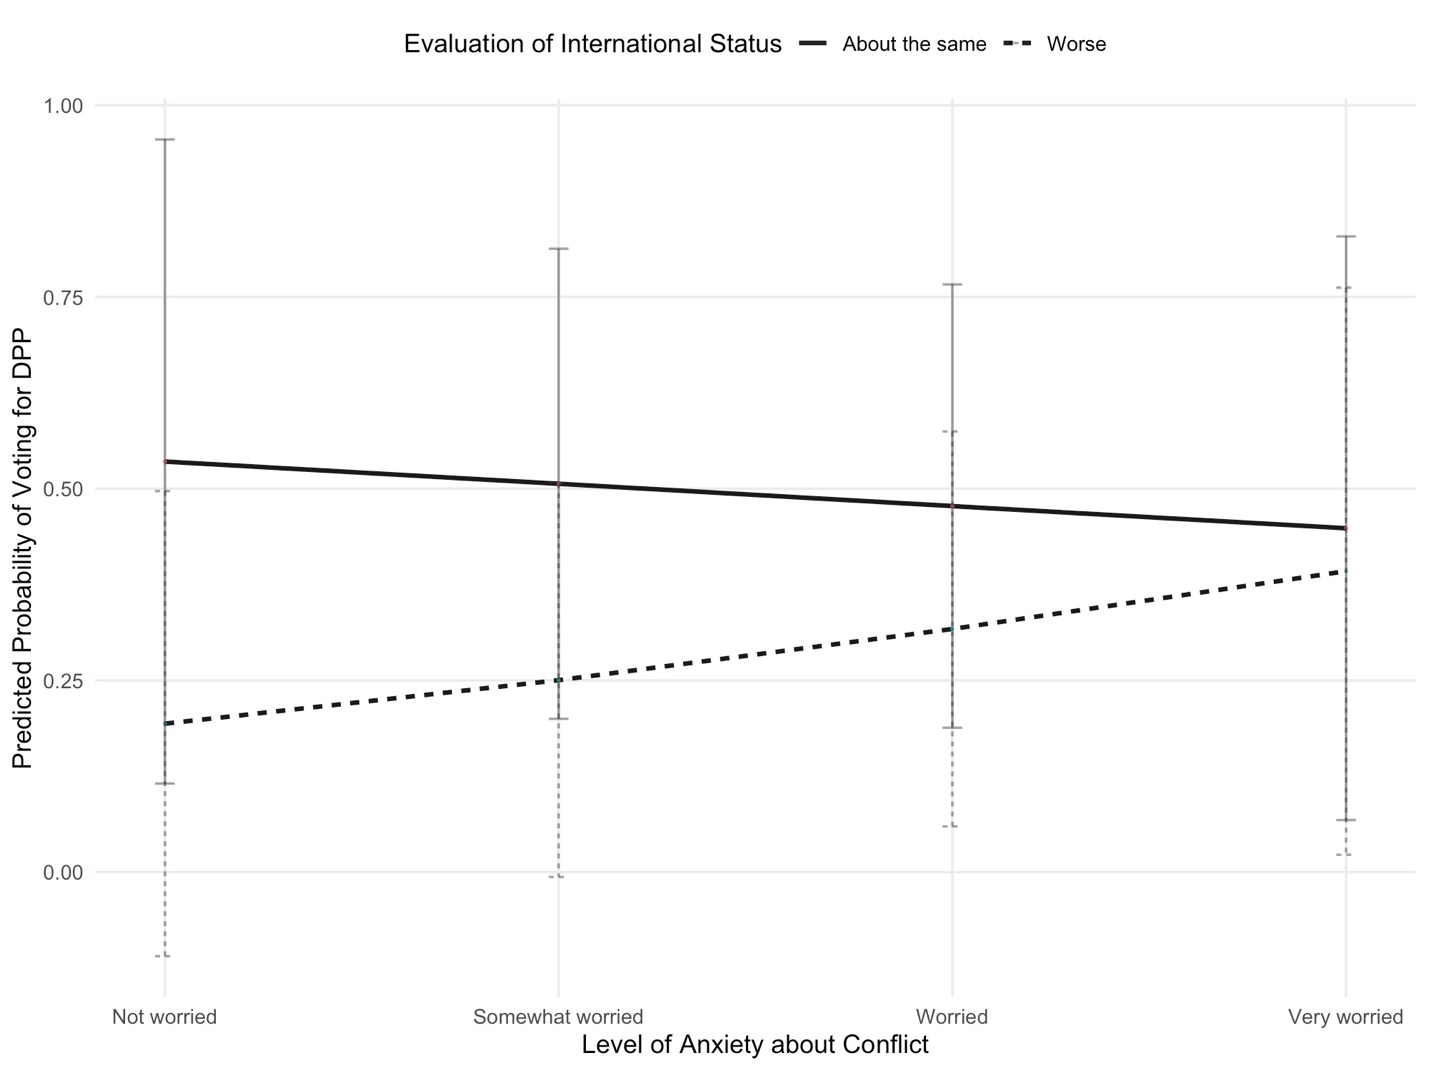 Evaluation of International Status About the same Worse
1.00
0.75
0.50
0.25
0.00
Predicted Probability of Voting for DPP
Not worried Somewhat worried Worried Very worried
Level of Anxiety about Conflict